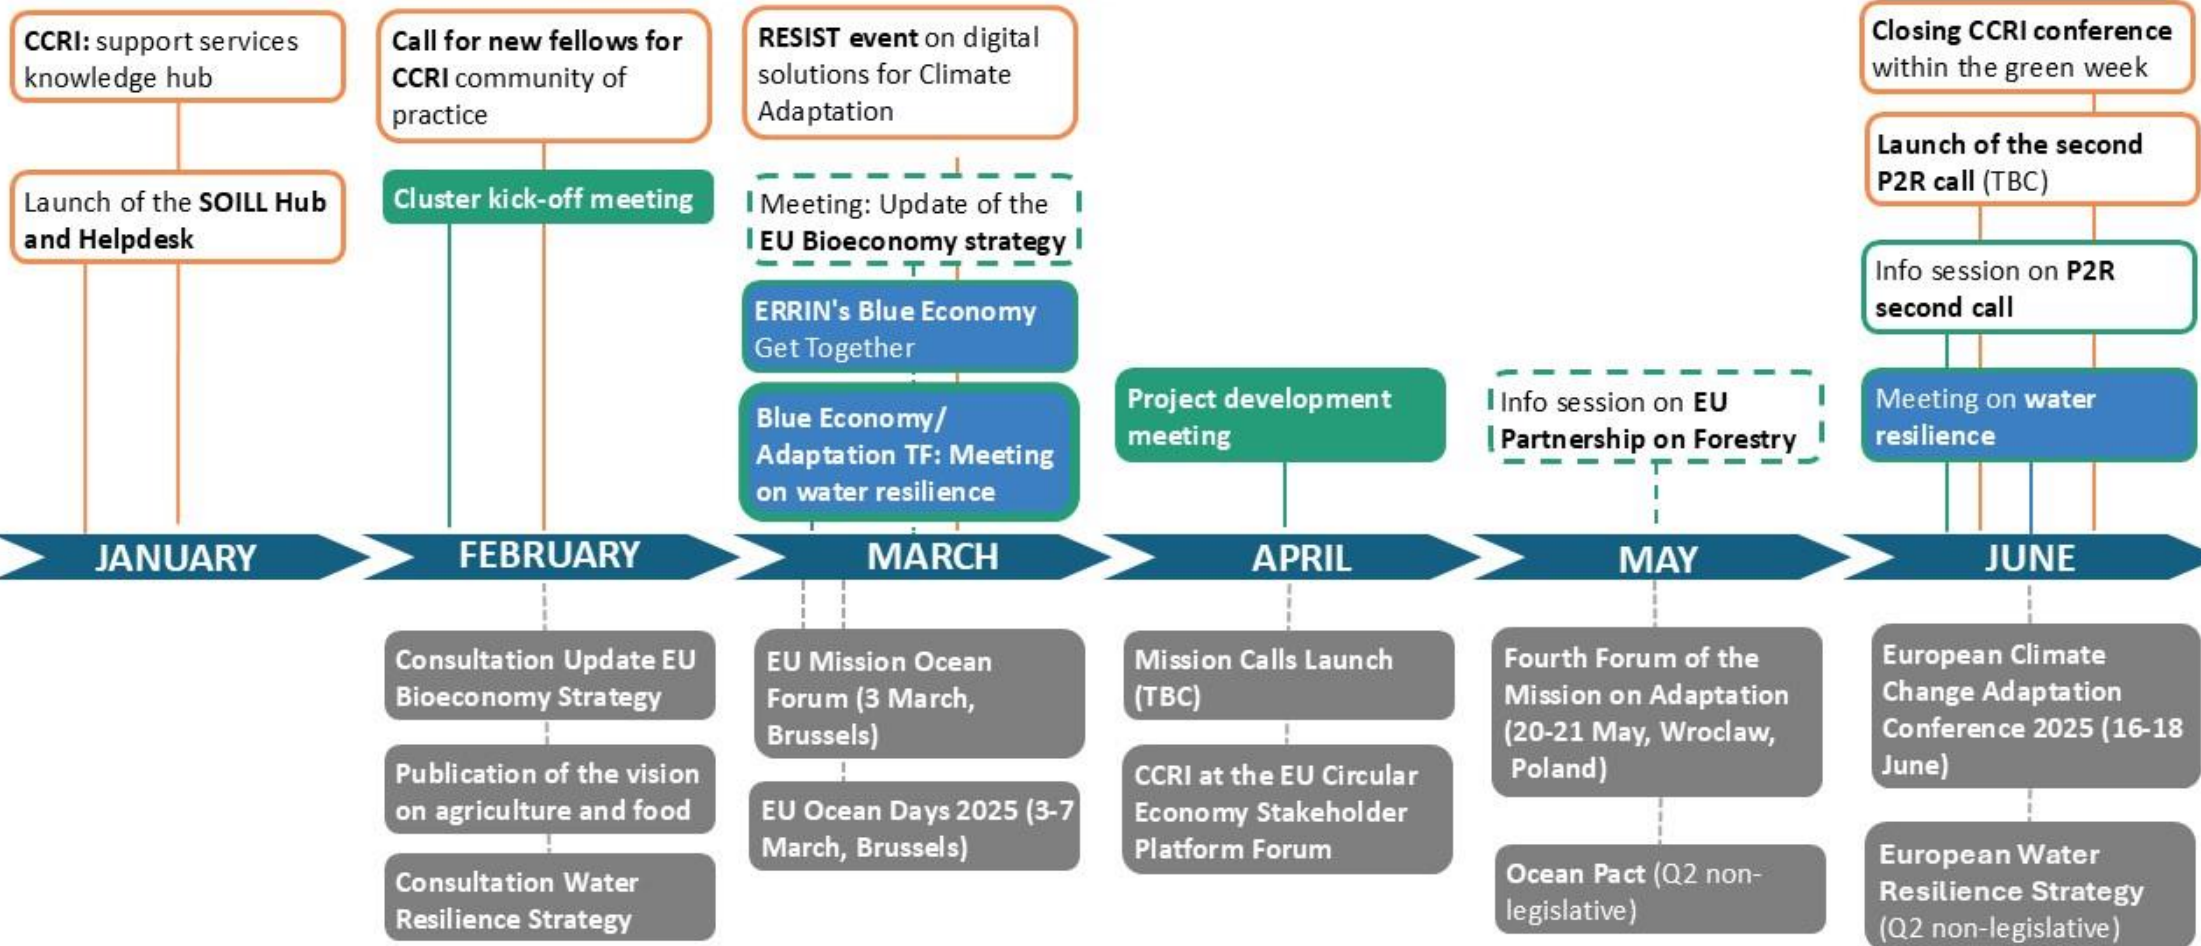 CCRI: support services
knowledge hub
Launch of the SOILL Hub
and Helpdesk
Call for new fellows for
CCRI community of
practice
Cluster kick-off meeting
RESIST event on digital
solutions for Climate
Adaptation
Meeting: Update of the
EU Bioeconomy strategy
ERRIN's Blue Economy
Get Together
Blue Economy/
Adaptation TF: Meeting
on water resilience
Project development
meeting
Info session on EU
Partnership on Forestry
Closing CCRI conference
within the green week
Launch of the second
P2R call (TBC)
Info session on P2R
second call
Meeting on water
resilience
JANUARY
FEBRUARY
MARCH
APRIL
MAY
JUNE
Consultation Update EU
Bioeconomy Strategy
Publication of the vision
on agriculture and food
Consultation Water
Resilience Strategy
EU Mission Ocean
Forum (3 March,
Brussels)
EU Ocean Days 2025 (3-7
March, Brussels)
Mission Calls Launch
(TBC)
CCRI at the EU Circular
Economy Stakeholder
Platform Forum
Fourth Forum of the
Mission on Adaptation
(20-21 May, Wroclaw,
Poland)
Ocean Pact (Q2 non-
legislative)
European Climate
Change Adaptation
Conference 2025 (16-18
June)
European Water
Resilience Strategy
(Q2 non-legislative)